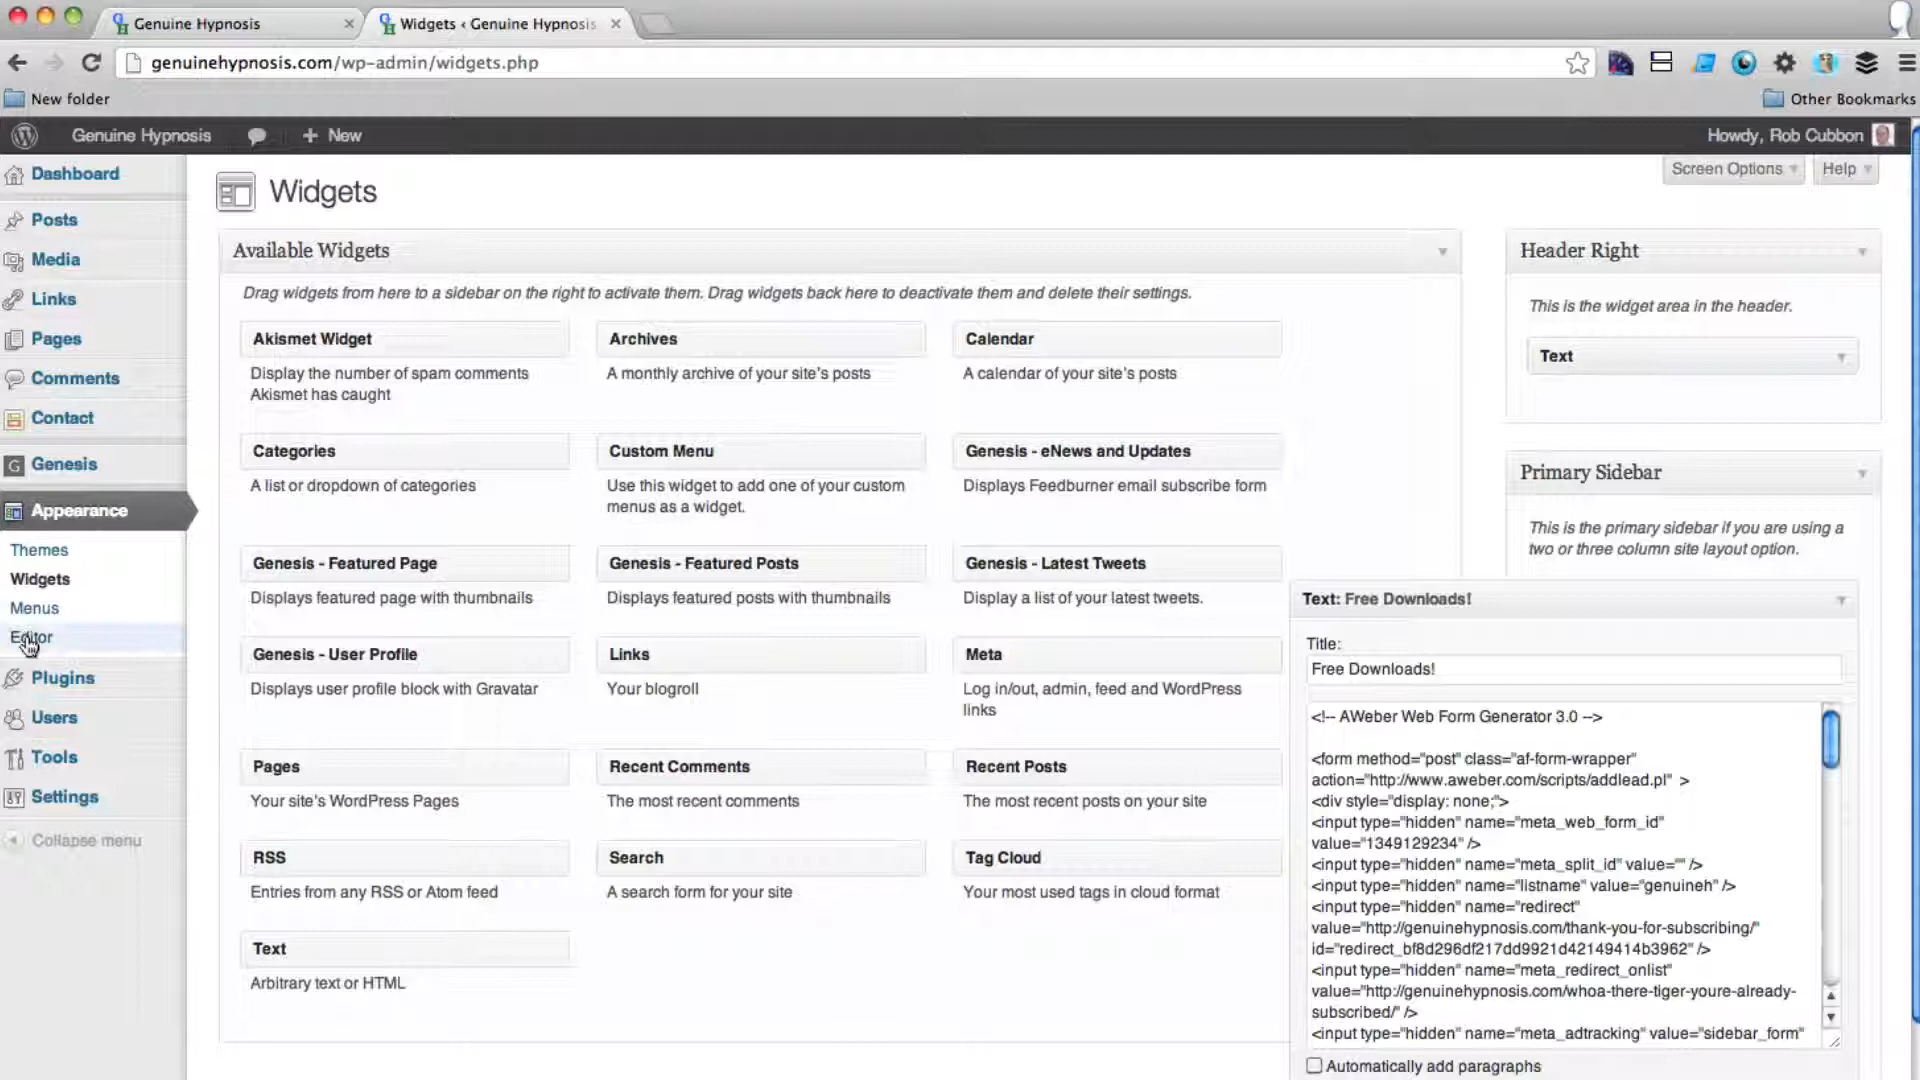 Genuine Hypnosis
Widgets ‹ Genuine Hypnosis
genuinehypnosis.com/wp-admin/widgets.php
New folder
Other Bookmarks
Genuine Hypnosis
+ New
Howdy, Rob Cubbon
Dashboard
Posts
Media
Links
Pages
Comments
Contact
Genesis
Appearance
Themes
Widgets
Menus
Editor
Plugins
Users
Tools
Settings
Collapse menu
Widgets
Screen Options
Help
Available Widgets
Drag widgets from here to a sidebar on the right to activate them. Drag widgets back here to deactivate them and delete their settings.
Akismet Widget
Display the number of spam comments
Akismet has caught
Archives
A monthly archive of your site's posts
Calendar
A calendar of your site's posts
Categories
A list or dropdown of categories
Custom Menu
Use this widget to add one of your custom
menus as a widget.
Genesis - eNews and Updates
Displays Feedburner email subscribe form
Genesis - Featured Page
Displays featured page with thumbnails
Genesis - Featured Posts
Displays featured posts with thumbnails
Genesis - Latest Tweets
Display a list of your latest tweets.
Genesis - User Profile
Displays user profile block with Gravatar
Links
Your blogroll
Meta
Log in/out, admin, feed and WordPress
links
Pages
Your site's WordPress Pages
Recent Comments
The most recent comments
Recent Posts
The most recent posts on your site
RSS
Entries from any RSS or Atom feed
Search
A search form for your site
Tag Cloud
Your most used tags in cloud format
Text
Arbitrary text or HTML
Header Right
This is the widget area in the header.
Text
Primary Sidebar
This is the primary sidebar if you are using a
two or three column site layout option.
Text: Free Downloads!
Title:
Free Downloads!
<!-- AWeber Web Form Generator 3.0 -->
<form method="post" class="af-form-wrapper"
action="http://www.aweber.com/scripts/addlead.pl"  >
<div style="display: none;">
<input type="hidden" name="meta_web_form_id"
value="1349129234" />
<input type="hidden" name="meta_split_id" value="" />
<input type="hidden" name="listname" value="genuineh" />
<input type="hidden" name="redirect"
value="http://genuinehypnosis.com/thank-you-for-subscribing/"
id="redirect_bf8d296df217dd9921d42149414b3962" />
<input type="hidden" name="meta_redirect_onlist"
value="http://genuinehypnosis.com/whoa-there-tiger-youre-already-
subscribed/" />
<input type="hidden" name="meta_adtracking" value="sidebar_form"
Automatically add paragraphs